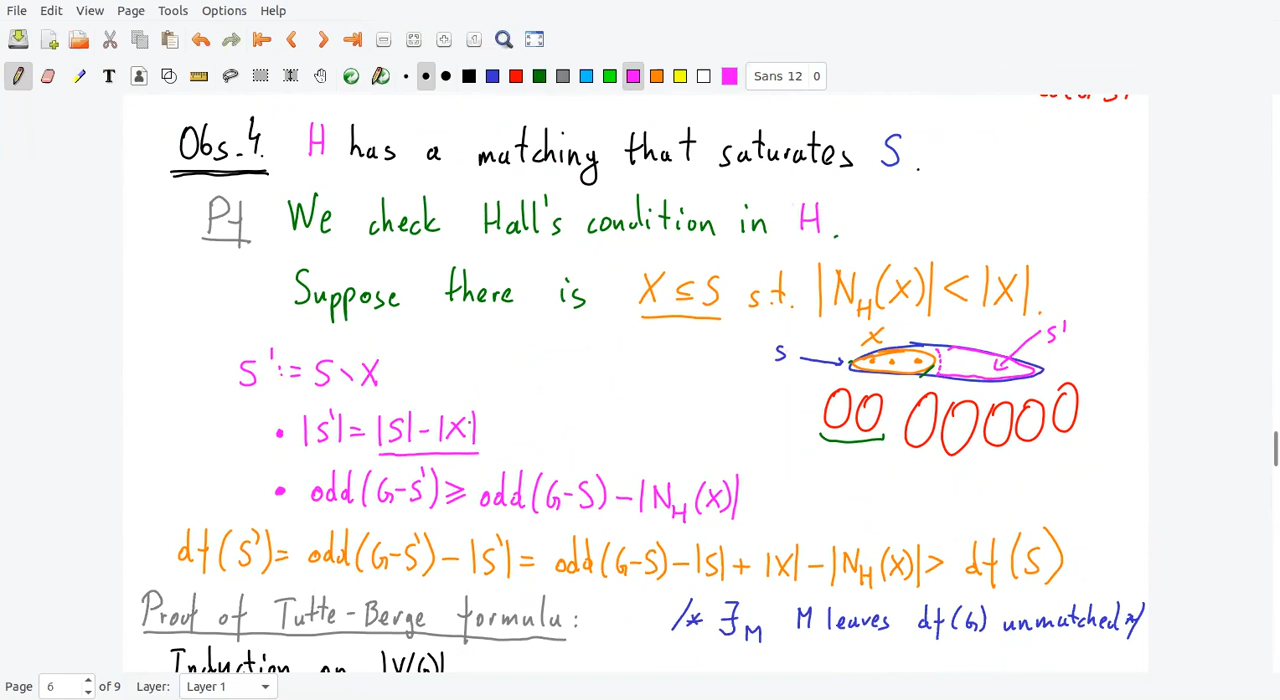 File Edit View Page Tools Options Help
Sans 12 0
Obs.4. H has a matching that saturates S.
Pf We check Hall's condition in H.
Suppose there is X ⊆ S s.t. |N_H(X)| < |X|.
X S'
S
S' := S \ X
• |S'| = |S| - |X|
• odd(G-S') ⩾ odd(G-S) - |N_H(X)|
df(S') = odd(G-S') - |S'| = odd(G-S) - |S| + |X| - |N_H(X)| > df(S)
Proof of Tutte-Berge formula: /* ∃_M M leaves df(G) unmatched */
Induction on |V(G)|
Page 6 of 9 Layer: Layer 1